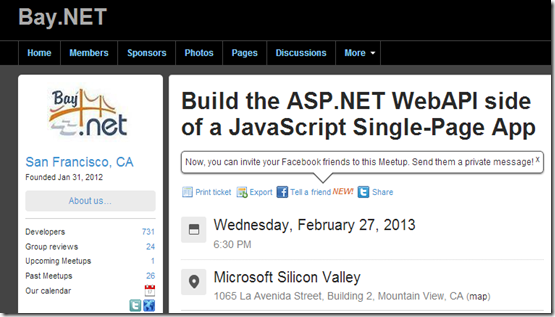 Bay.NET
Home Members Sponsors Photos Pages Discussions More
Bay
.net
San Francisco, CA
Founded Jan 31, 2012
About us…
Developers 731
Group reviews 24
Upcoming Meetups 1
Past Meetups 26
Our calendar
Build the ASP.NET WebAPI side
of a JavaScript Single-Page App
Now, you can invite your Facebook friends to this Meetup. Send them a private message! x
Print ticket Export Tell a friend NEW! Share
Wednesday, February 27, 2013
6:30 PM
Microsoft Silicon Valley
1065 La Avenida Street, Building 2, Mountain View, CA (map)